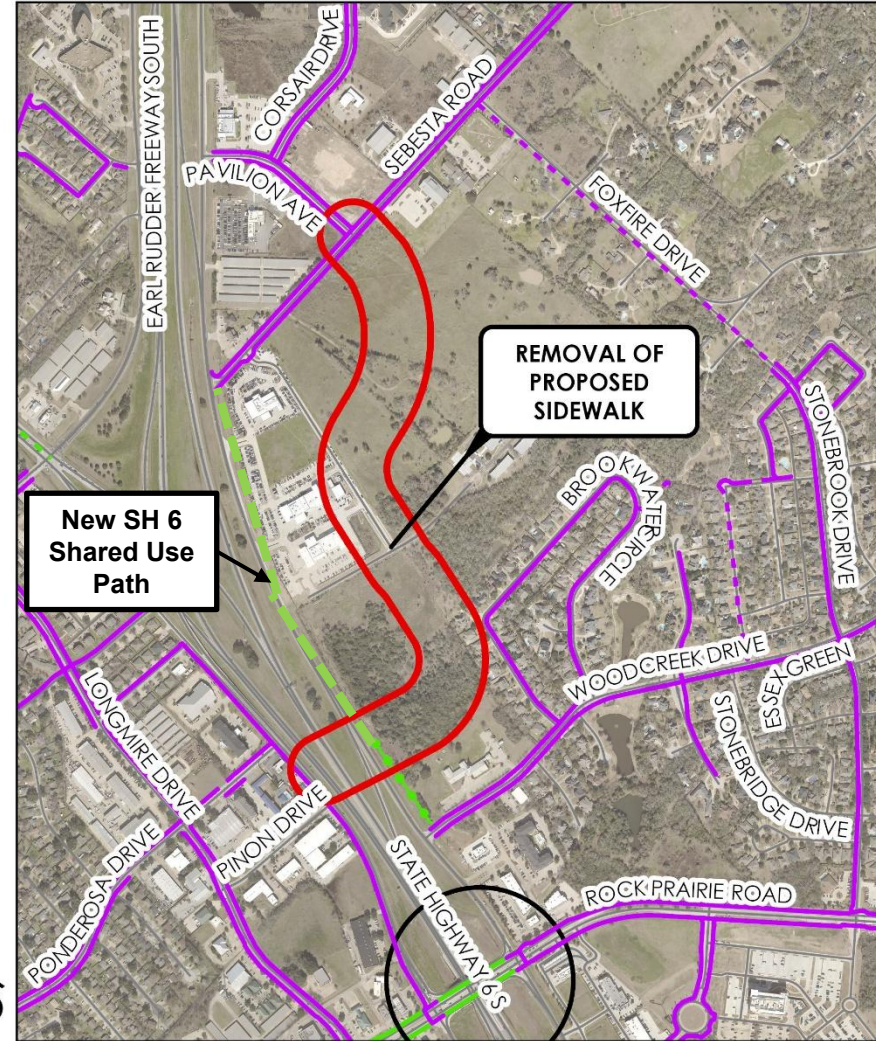 EARL RUDDER FREEWAY SOUTH
CORSAIR DRIVE
PAVILION AVE
SEBESTA ROAD
FOXFIRE DRIVE
REMOVAL OF
PROPOSED
SIDEWALK
STONEBROOK DRIVE
BROOKWATER
CIRCLE
New SH 6
Shared Use
Path
WOODCREEK DRIVE
ESSEX GREEN
STONEBRIDGE DRIVE
LONGMIRE DRIVE
PINON DRIVE
PONDEROSA DRIVE
STATE HIGHWAY 6 S
ROCK PRAIRIE ROAD